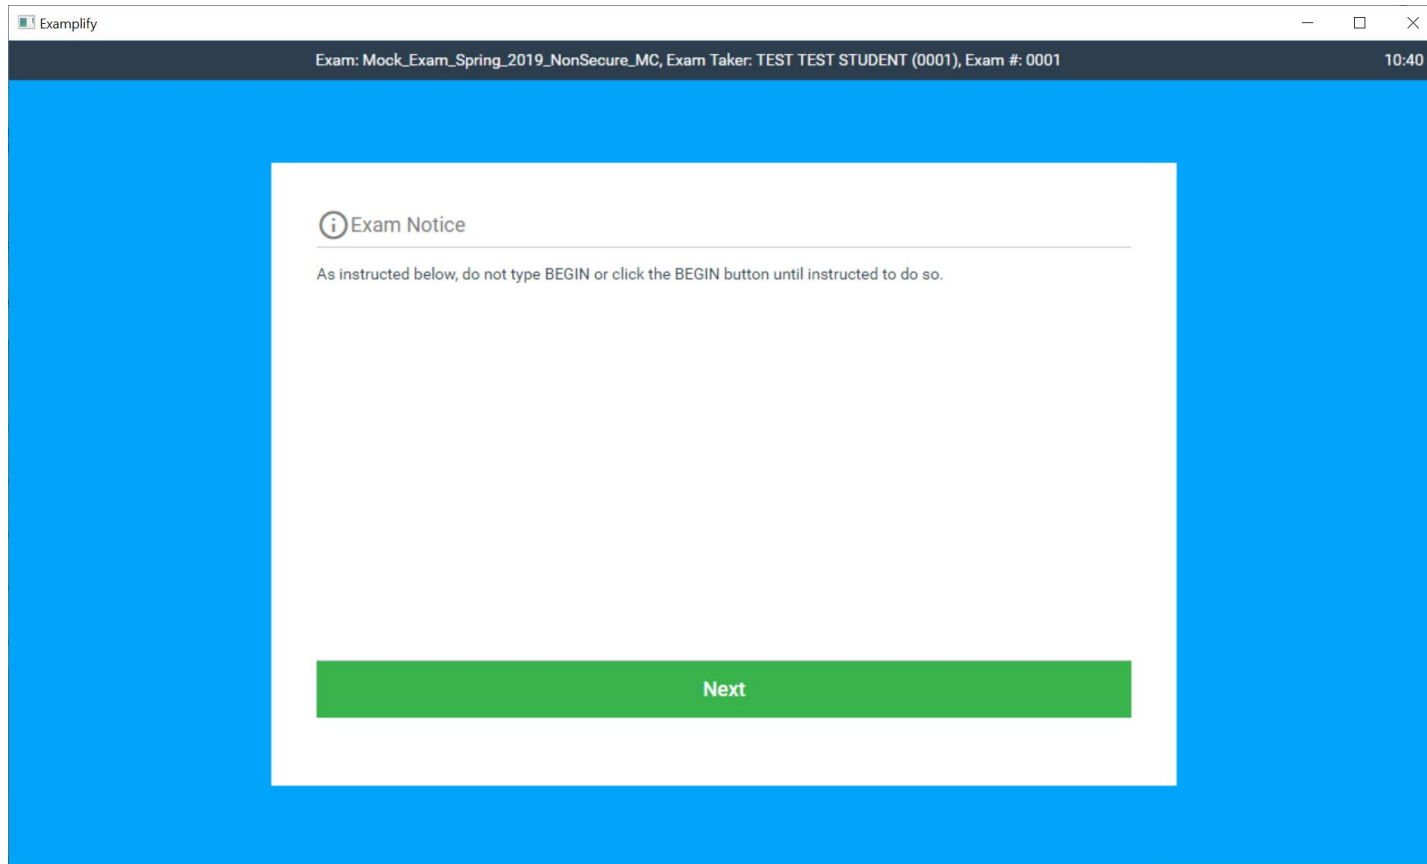 Examplify
Exam: Mock_Exam_Spring_2019_NonSecure_MC, Exam Taker: TEST TEST STUDENT (0001), Exam #: 0001
10:40
Exam Notice
As instructed below, do not type BEGIN or click the BEGIN button until instructed to do so.
Next